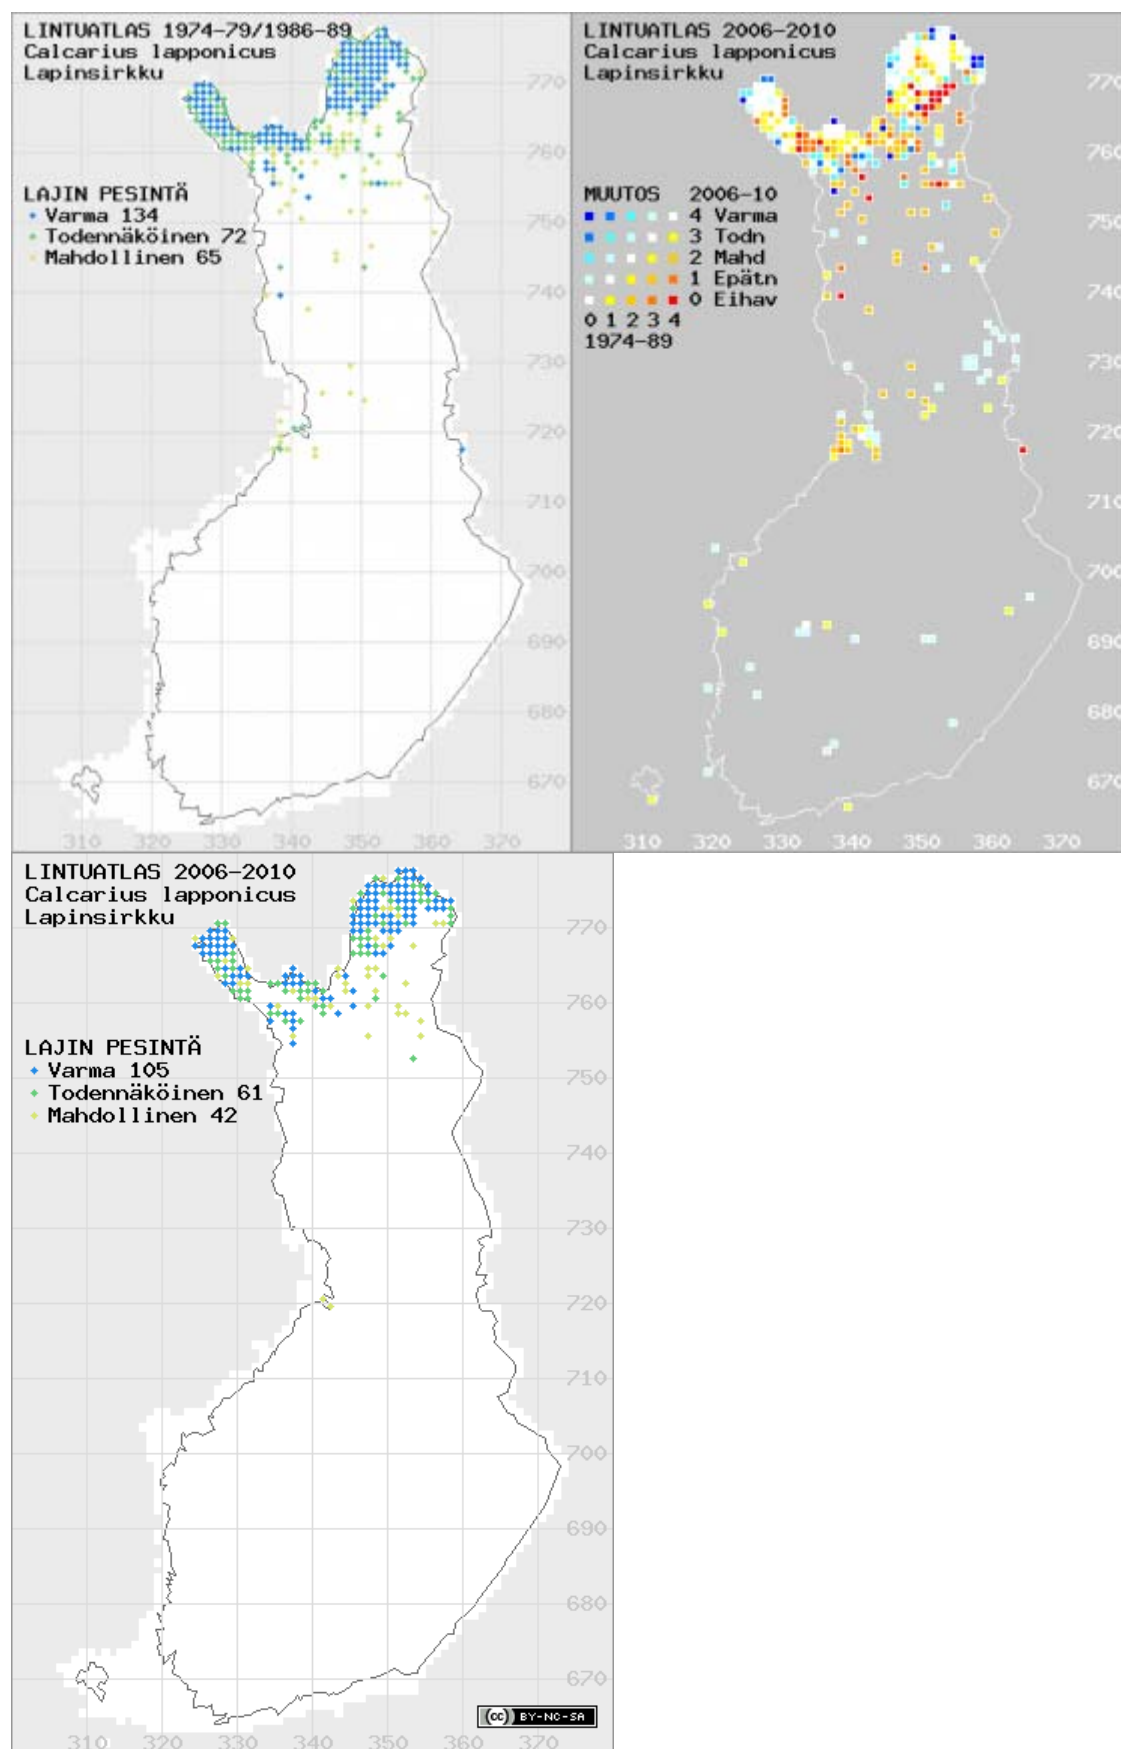 LINTUATLAS 1974-79/1986-89
Calcarius lapponicus
Lapinsirkku
770
760
LAJIN PESINTÄ
Varma 134
Todennäköinen 72
Mahdollinen 65
750
740
730
720
710
700
690
680
670
310 320 330 340 350 360 370
LINTUATLAS 2006-2010
Calcarius lapponicus
Lapinsirkku
770
760
MUUTOS 2006-10
4 Varma
3 Todn
2 Mahd
1 Epätn
0 Eihav
0 1 2 3 4
1974-89
750
740
730
720
710
700
690
680
670
310 320 330 340 350 360 370
LINTUATLAS 2006-2010
Calcarius lapponicus
Lapinsirkku
770
760
LAJIN PESINTÄ
Varma 105
Todennäköinen 61
Mahdollinen 42
750
740
730
720
710
700
690
680
670
(cc) BY-NC-SA
310 320 330 340 350 360 370